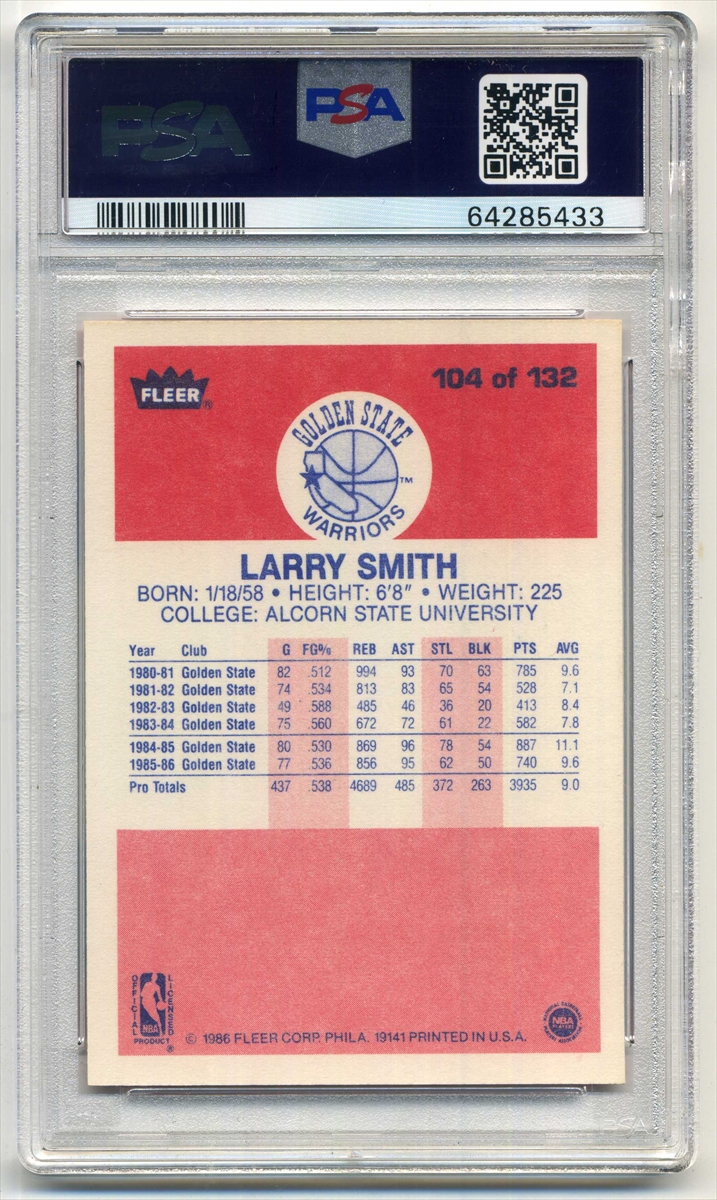 PSA
PSA
64285433
FLEER®
104 of 132
GOLDEN STATE
WARRIORS
TM
LARRY SMITH
BORN: 1/18/58 • HEIGHT: 6'8" • WEIGHT: 225
COLLEGE: ALCORN STATE UNIVERSITY
Year Club G FG% REB AST STL BLK PTS AVG
1980-81 Golden State 82 .512 994 93 70 63 785 9.6
1981-82 Golden State 74 .534 813 83 65 54 528 7.1
1982-83 Golden State 49 .588 485 46 36 20 413 8.4
1983-84 Golden State 75 .560 672 72 61 22 582 7.8
1984-85 Golden State 80 .530 869 96 78 54 887 11.1
1985-86 Golden State 77 .536 856 95 62 50 740 9.6
Pro Totals 437 .538 4689 485 372 263 3935 9.0
OFFICIAL
LICENSED
NBA
PRODUCT ®
© 1986 FLEER CORP. PHILA. 19141 PRINTED IN U.S.A.
NBA
PLAYERS
PSA